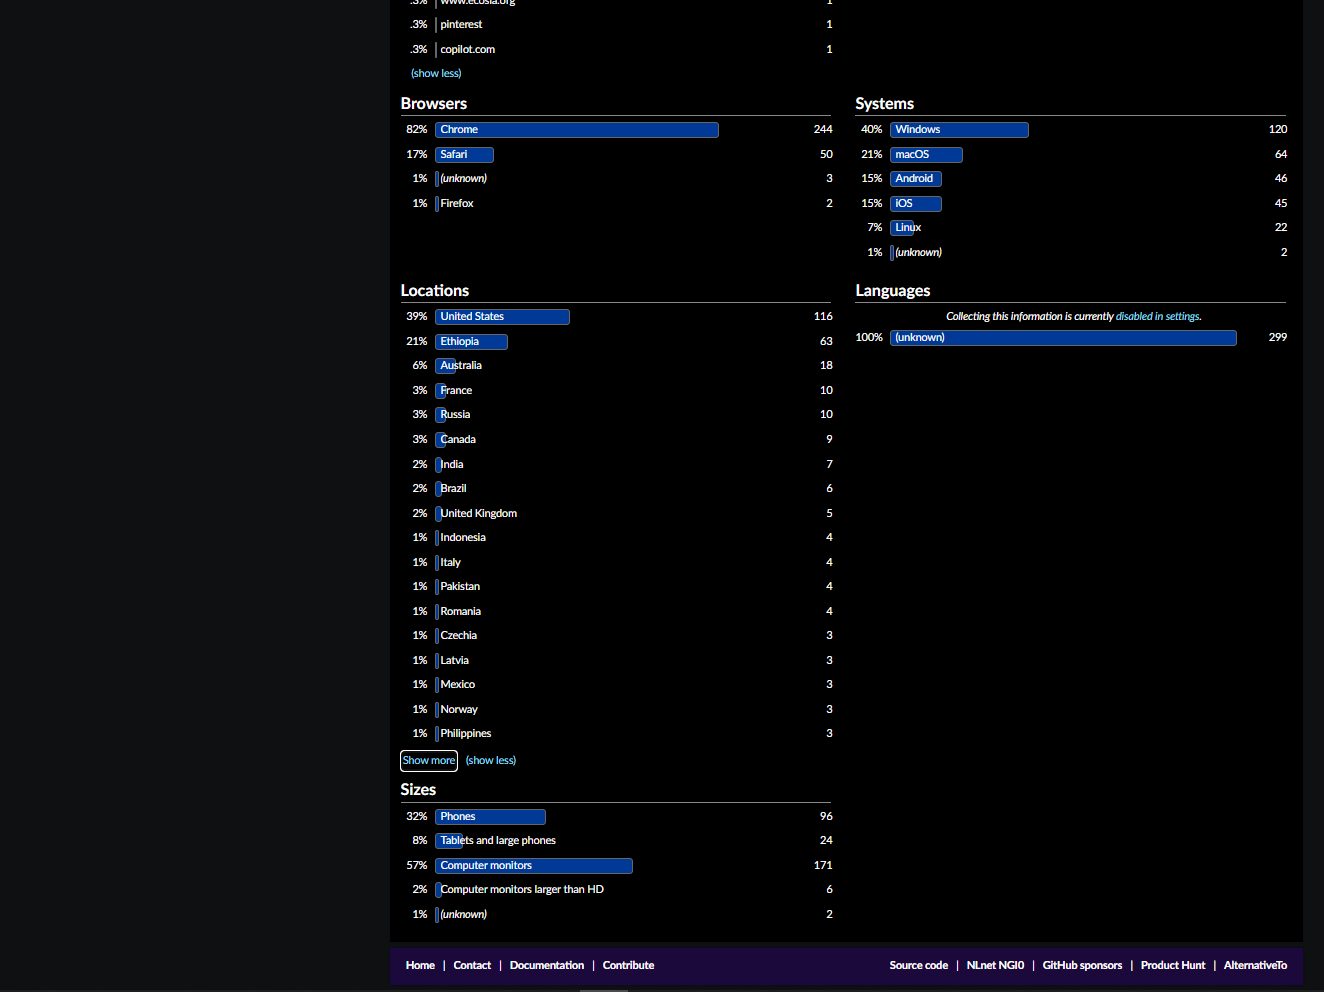 .3% www.ecosia.org 1
.3% pinterest 1
.3% copilot.com 1
(show less)
Browsers
82% Chrome 244
17% Safari 50
1% (unknown) 3
1% Firefox 2
Systems
40% Windows 120
21% macOS 64
15% Android 46
15% iOS 45
7% Linux 22
1% (unknown) 2
Locations
39% United States 116
21% Ethiopia 63
6% Australia 18
3% France 10
3% Russia 10
3% Canada 9
2% India 7
2% Brazil 6
2% United Kingdom 5
1% Indonesia 4
1% Italy 4
1% Pakistan 4
1% Romania 4
1% Czechia 3
1% Latvia 3
1% Mexico 3
1% Norway 3
1% Philippines 3
Show more (show less)
Languages
Collecting this information is currently disabled in settings.
100% (unknown) 299
Sizes
32% Phones 96
8% Tablets and large phones 24
57% Computer monitors 171
2% Computer monitors larger than HD 6
1% (unknown) 2
Home | Contact | Documentation | Contribute
Source code | NLnet NGI0 | GitHub sponsors | Product Hunt | AlternativeTo